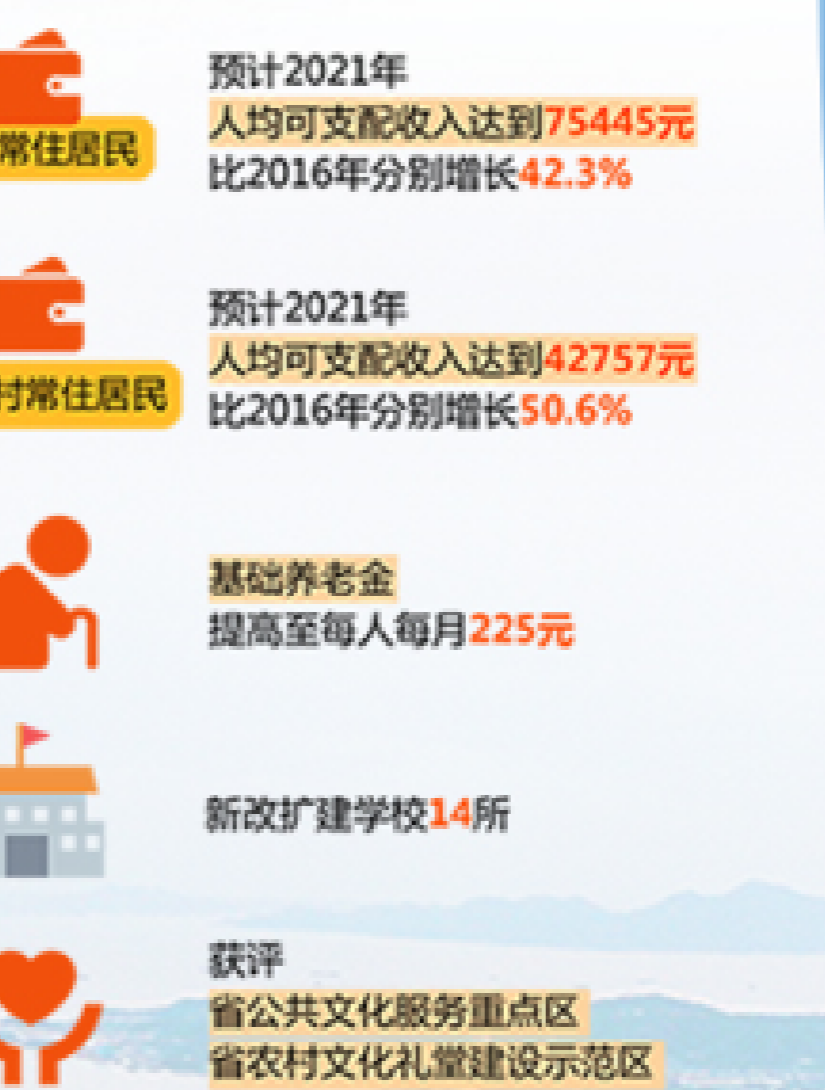 预计2021年
人均可支配收入达到75445元
常住居民
比2016年分别增长42.3%
预计2021年
人均可支配收入达到42757元
村常住居民
比2016年分别增长50.6%
基础养老金
提高至每人每月225元
新改扩建学校14所
获评
省公共文化服务重点区
省农村文化礼堂建设示范区